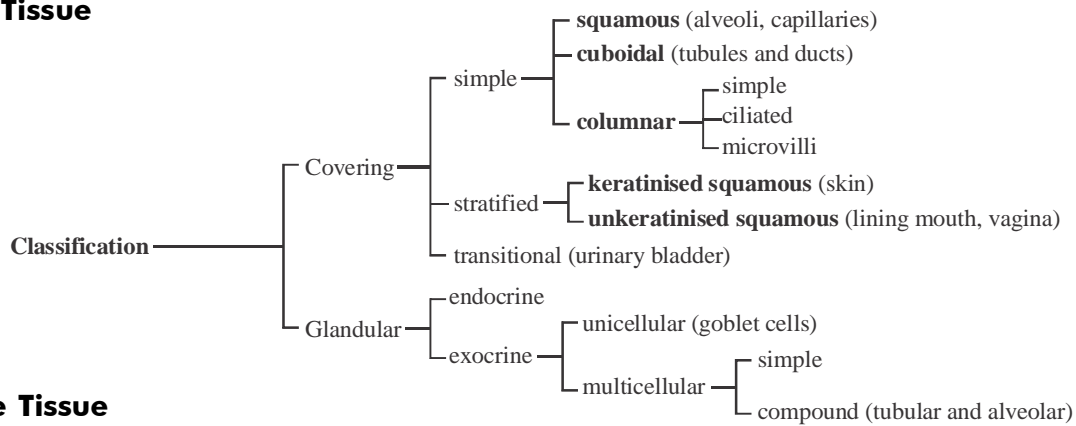 Tissue
squamous (alveoli, capillaries)
cuboidal (tubules and ducts)
simple
simple
ciliated
columnar
microvilli
Covering
keratinised squamous (skin)
stratified
unkeratinised squamous (lining mouth, vagina)
Classification
transitional (urinary bladder)
endocrine
Glandular
unicellular (goblet cells)
exocrine
simple
multicellular
compound (tubular and alveolar)
e Tissue